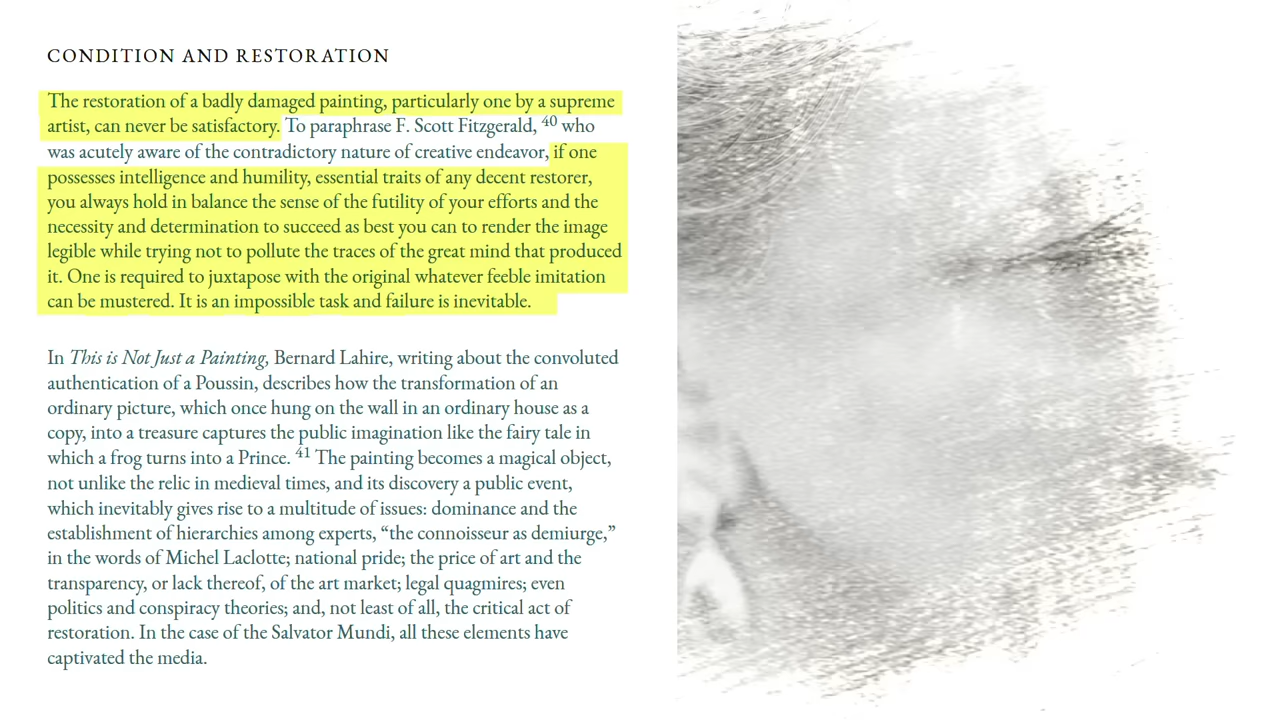 CONDITION AND RESTORATION
The restoration of a badly damaged painting, particularly one by a supreme
artist, can never be satisfactory. To paraphrase F. Scott Fitzgerald, 40 who
was acutely aware of the contradictory nature of creative endeavor, if one
possesses intelligence and humility, essential traits of any decent restorer,
you always hold in balance the sense of the futility of your efforts and the
necessity and determination to succeed as best you can to render the image
legible while trying not to pollute the traces of the great mind that produced
it. One is required to juxtapose with the original whatever feeble imitation
can be mustered. It is an impossible task and failure is inevitable.
In This is Not Just a Painting, Bernard Lahire, writing about the convoluted
authentication of a Poussin, describes how the transformation of an
ordinary picture, which once hung on the wall in an ordinary house as a
copy, into a treasure captures the public imagination like the fairy tale in
which a frog turns into a Prince. 41 The painting becomes a magical object,
not unlike the relic in medieval times, and its discovery a public event,
which inevitably gives rise to a multitude of issues: dominance and the
establishment of hierarchies among experts, “the connoisseur as demiurge,”
in the words of Michel Laclotte; national pride; the price of art and the
transparency, or lack thereof, of the art market; legal quagmires; even
politics and conspiracy theories; and, not least of all, the critical act of
restoration. In the case of the Salvator Mundi, all these elements have
captivated the media.